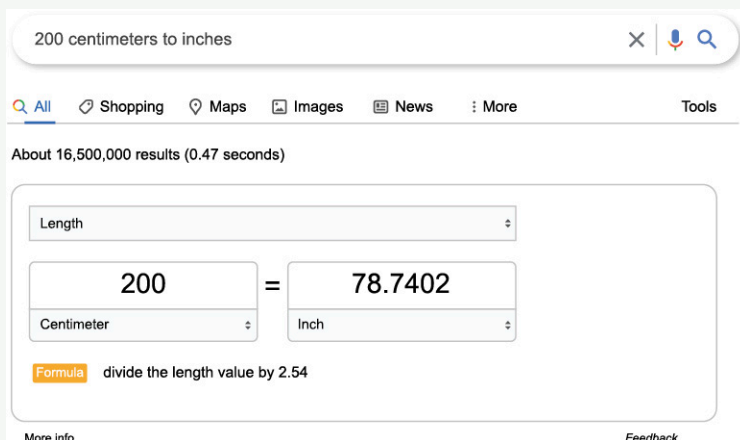 200 centimeters to inches
All Shopping Maps Images News More Tools
About 16,500,000 results (0.47 seconds)
Length
200 = 78.7402
Centimeter Inch
Formula divide the length value by 2.54
More info Feedback